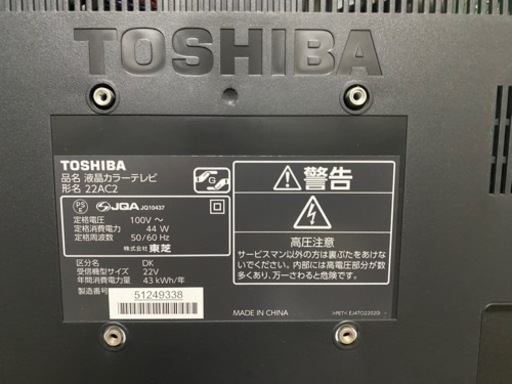 TOSHIBA
TOSHIBA
品名 液晶カラーテレビ
形名 22AC2
PS
E
JQA JQ10437
定格電圧 100V ～
定格消費電力 44 W
定格周波数 50/60 Hz
株式会社 東芝
区分名 DK
受信機型サイズ 22V
年間消費電力量 43 kWh/年
製造番号 51249338
警告
高圧注意
サービスマン以外の方は裏ぶたをあけな
いでください。内部には高電圧部分が数
多くあり、万一さわると危険です。
MADE IN CHINA